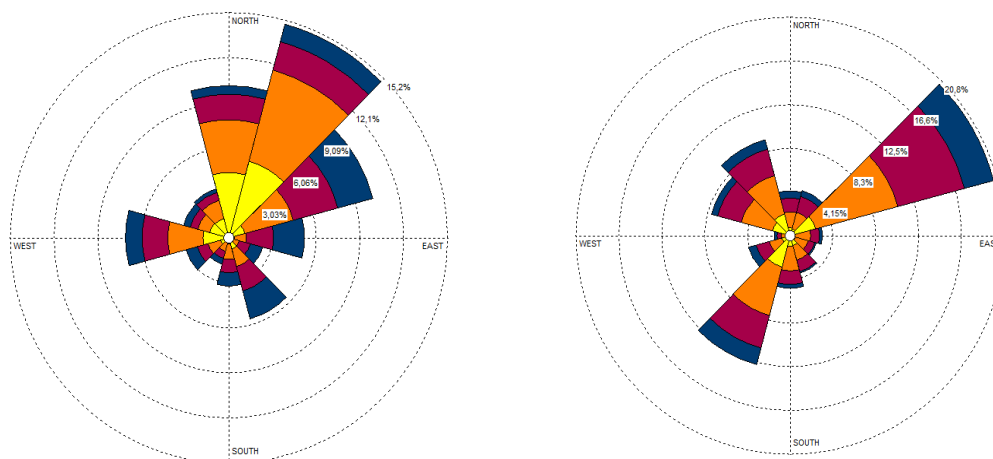 NORTH
15,2%
12,1%
9,09%
6,06%
3,03%
WEST
EAST
SOUTH
NORTH
20,8%
16,6%
12,5%
8,3%
4,15%
WEST
EAS
SOUTH